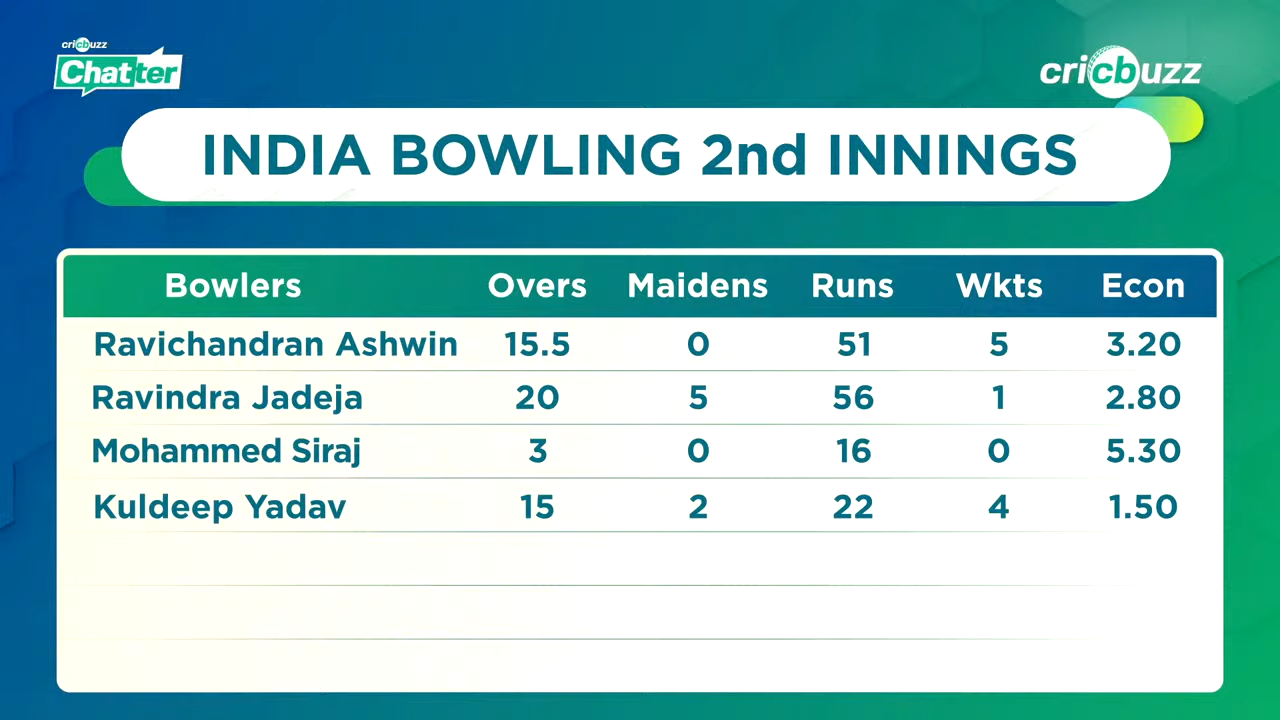 cricbuzz
Chatter
cricbuzz
INDIA BOWLING 2nd INNINGS
Bowlers Overs Maidens Runs Wkts Econ
Ravichandran Ashwin 15.5 0 51 5 3.20
Ravindra Jadeja 20 5 56 1 2.80
Mohammed Siraj 3 0 16 0 5.30
Kuldeep Yadav 15 2 22 4 1.50